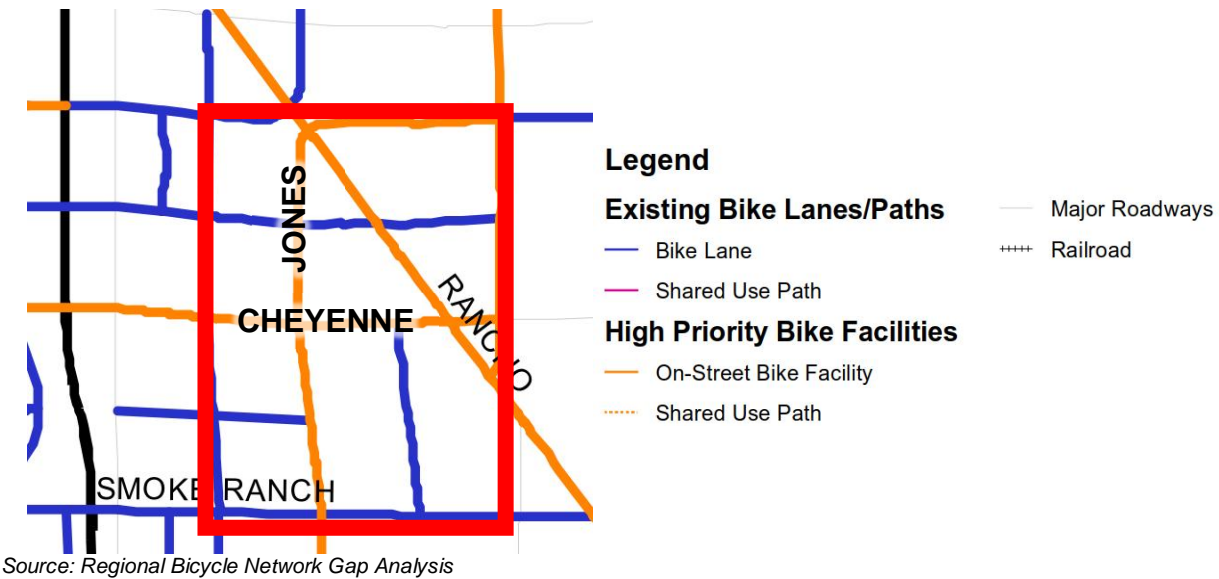 JONES
CHEYENNE
RANCHO
SMOKE RANCH
Legend
Existing Bike Lanes/Paths
Bike Lane
Shared Use Path
High Priority Bike Facilities
On-Street Bike Facility
Shared Use Path
Major Roadways
Railroad
Source: Regional Bicycle Network Gap Analysis